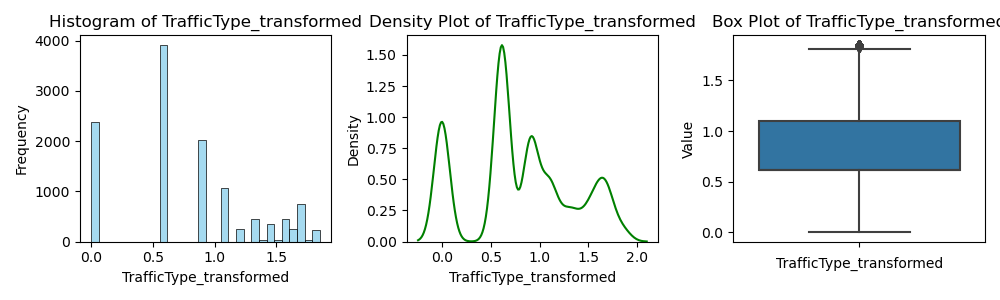 Histogram of TrafficType_transformed
4000
3000
2000
1000
0
Frequency
0.0 0.5 1.0 1.5
TrafficType_transformed
Density Plot of TrafficType_transformed
1.50
1.25
1.00
0.75
0.50
0.25
0.00
Density
0.0 0.5 1.0 1.5 2.0
TrafficType_transformed
Box Plot of TrafficType_transformed
1.5
1.0
0.5
0.0
Value
TrafficType_transformed